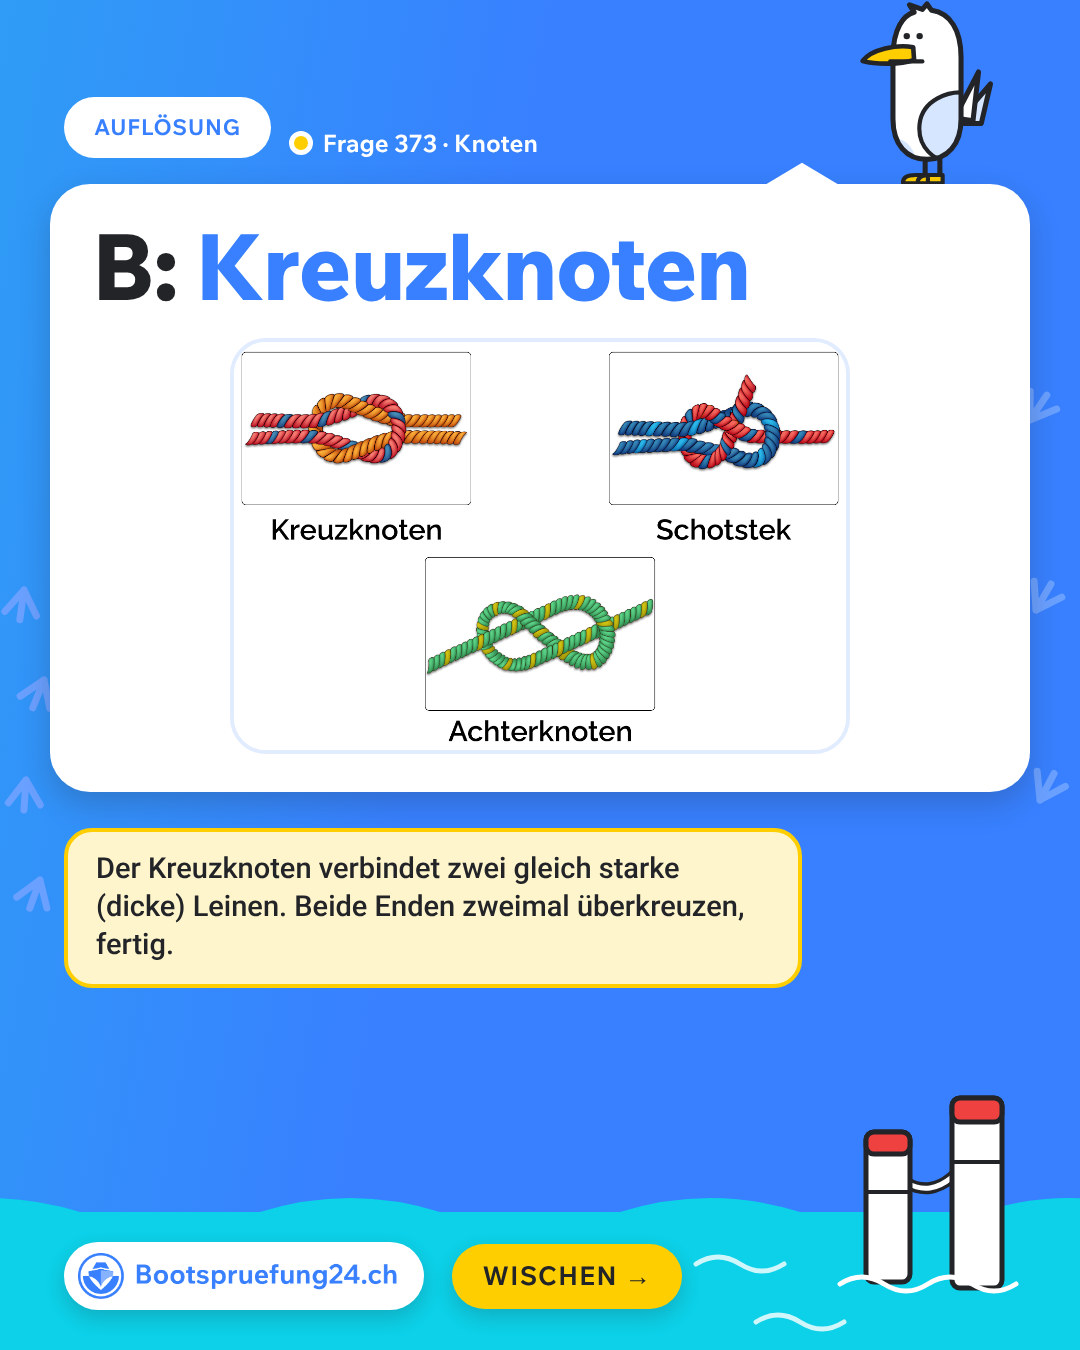 AUFLÖSUNG
Frage 373 · Knoten
B: Kreuzknoten
Kreuzknoten
Schotstek
Achterknoten
Der Kreuzknoten verbindet zwei gleich starke
(dicke) Leinen. Beide Enden zweimal überkreuzen,
fertig.
Bootspruefung24.ch
WISCHEN →